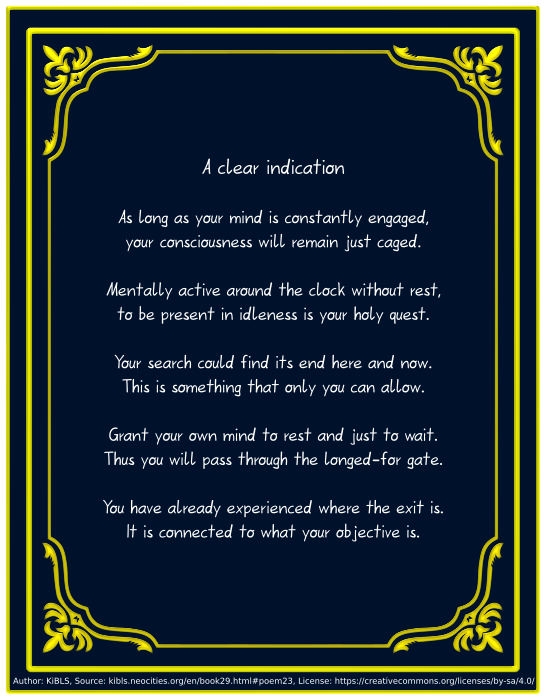 A clear indication
As long as your mind is constantly engaged,
your consciousness will remain just caged.
Mentally active around the clock without rest,
to be present in idleness is your holy quest.
Your search could find its end here and now.
This is something that only you can allow.
Grant your own mind to rest and just to wait.
Thus you will pass through the longed-for gate.
You have already experienced where the exit is.
It is connected to what your objective is.
Author: KiBLS, Source: kibls.neocities.org/en/book29.html#poem23, License: https://creativecommons.org/licenses/by-sa/4.0/